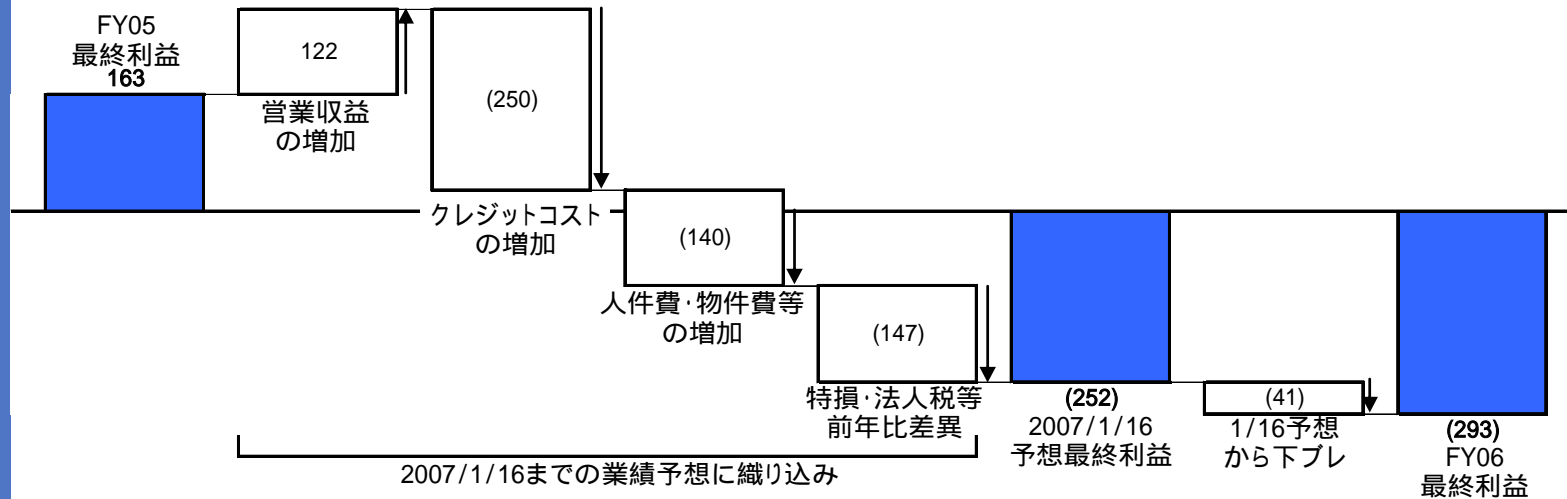 FY05
最終利益
163
122
営業収益
の増加
(250)
クレジットコスト
の増加
(140)
人件費・物件費等
の増加
(147)
特損・法人税等
前年比差異
(252)
2007/1/16
予想最終利益
(41)
1/16予想
から下ブレ
(293)
FY06
最終利益
2007/1/16までの業績予想に織り込み